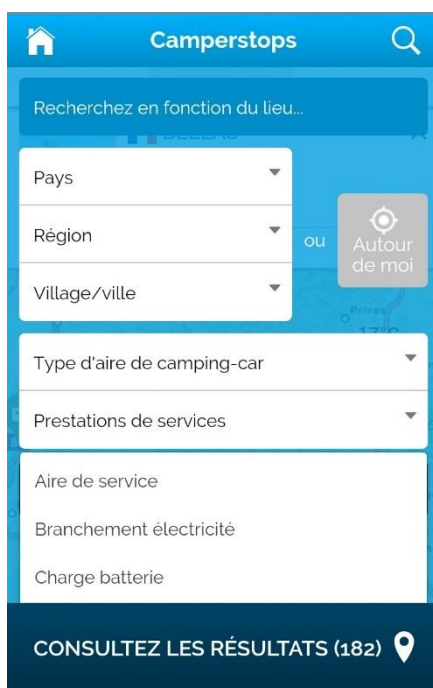 Camperstops
Recherchez en fonction du lieu...
Pays
Région
ou
Autour
de moi
Village/ville
Privas
Type d'aire de camping-car
Prestations de services
Aire de service
Branchement électricité
Charge batterie
CONSULTEZ LES RÉSULTATS (182)